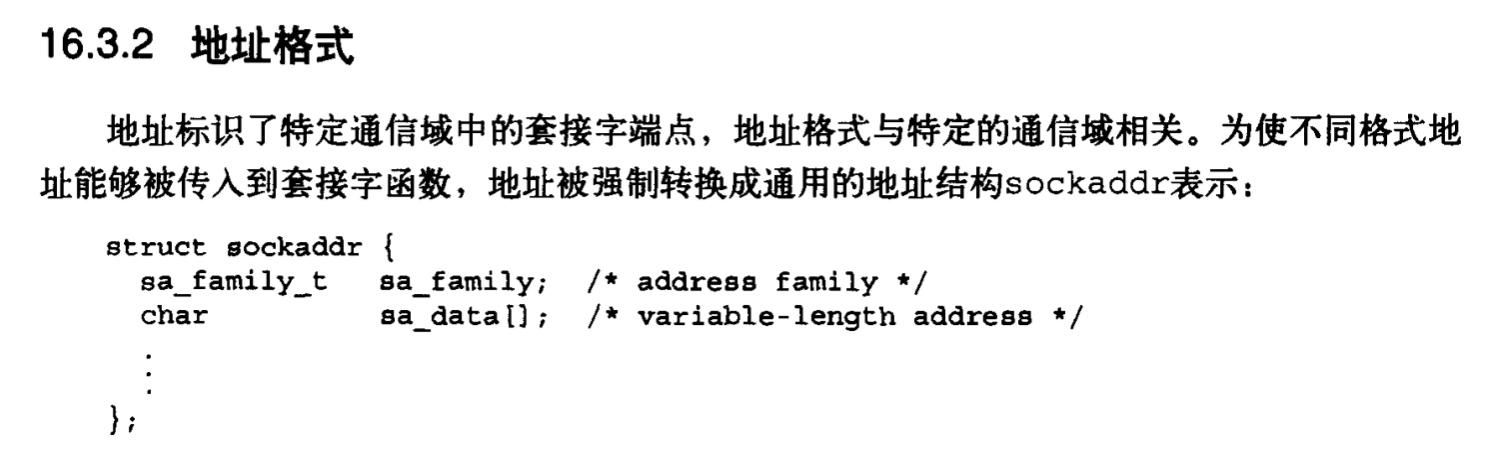 16.3.2 地址格式
地址标识了特定通信域中的套接字端点，地址格式与特定的通信域相关。为使不同格式地
址能够被传入到套接字函数，地址被强制转换成通用的地址结构sockaddr表示：
struct sockaddr {
sa_family_t sa_family; /* address family */
char sa_data[]; /* variable-length address */
.
.
.
};